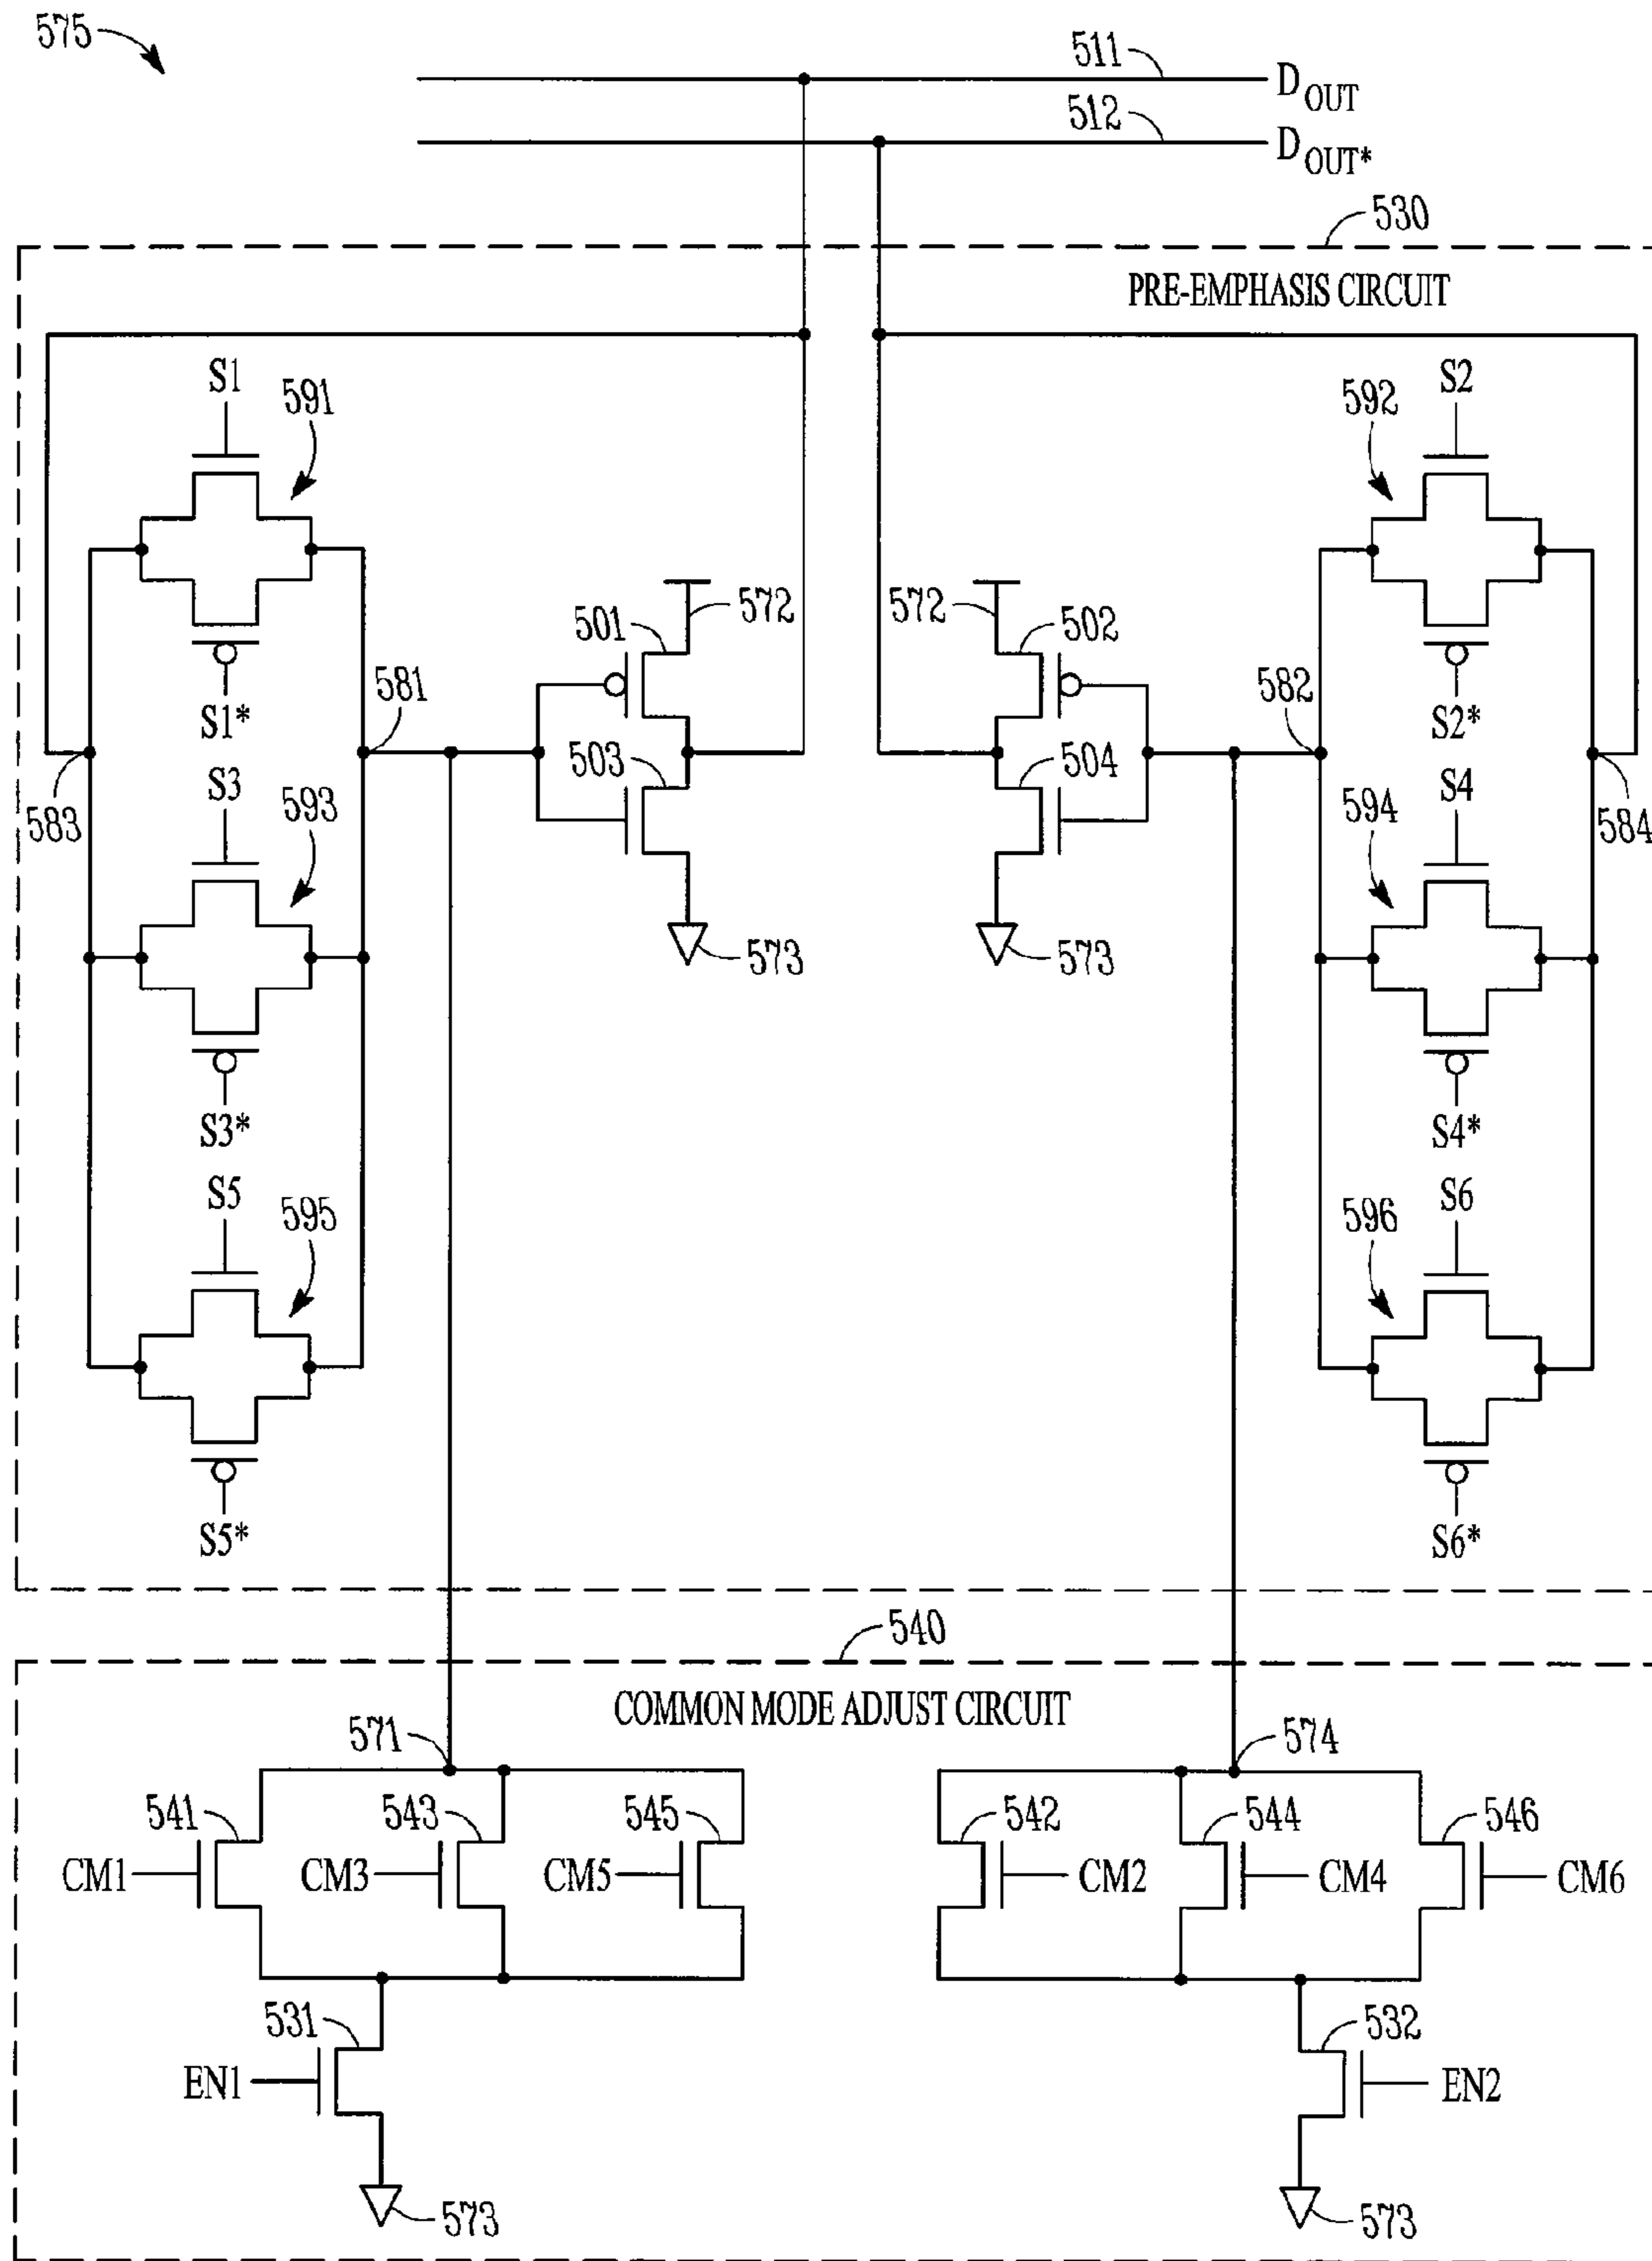 575
511
D OUT
512
D OUT*
530
PRE-EMPHASIS CIRCUIT
S1
591
S1*
S2
592
S2*
501
572
572
502
581
582
503
504
583
584
S3
593
S3*
S4
594
S4*
573
573
S5
595
S5*
S6
596
S6*
540
COMMON MODE ADJUST CIRCUIT
571
574
541
543
545
542
544
546
CM1
CM3
CM5
CM2
CM4
CM6
531
532
EN1
EN2
573
573